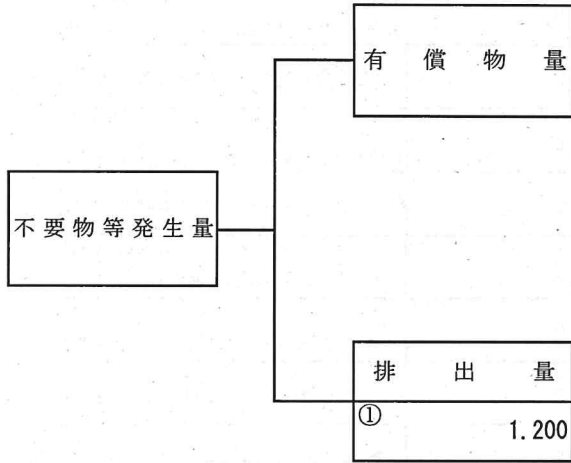 有償物量
不要物等発生量
排出量
①
1.200